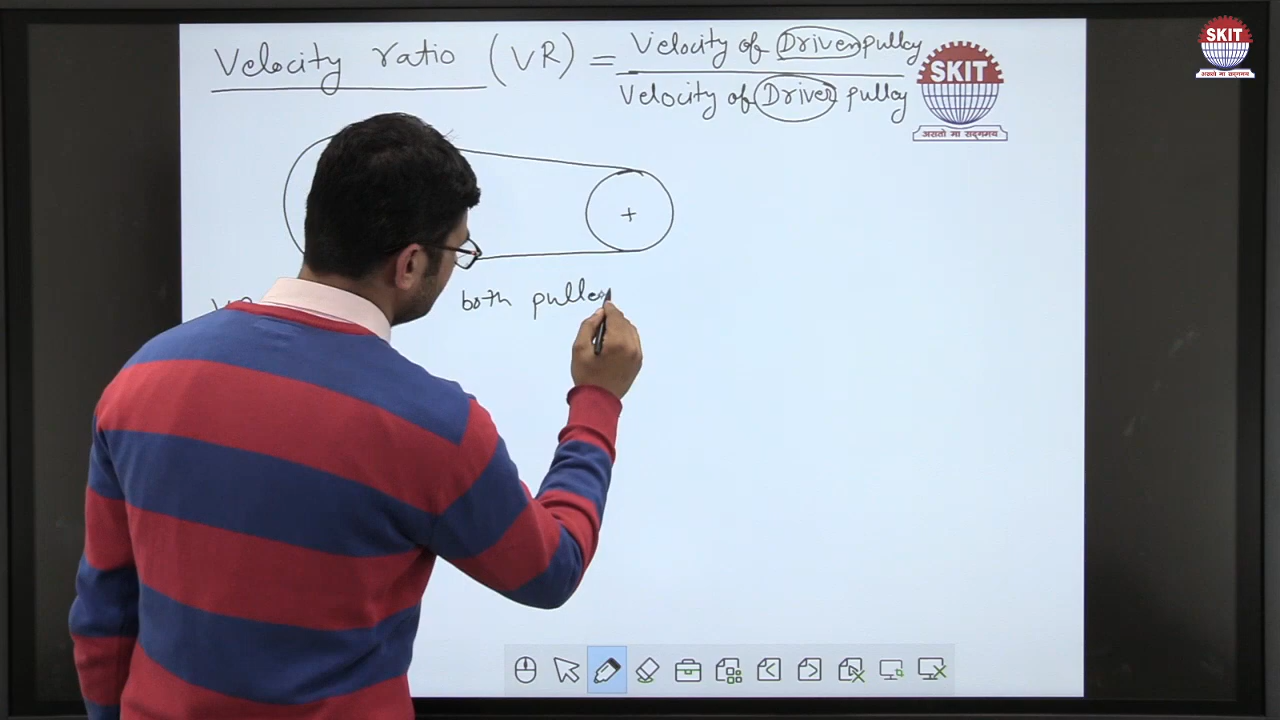 Velocity ratio (VR) = Velocity of Driven pulley
Velocity of Driver pulley
SKIT
असतो मा सद्गमय
both pulley
SKIT
असतो मा सद्गमय